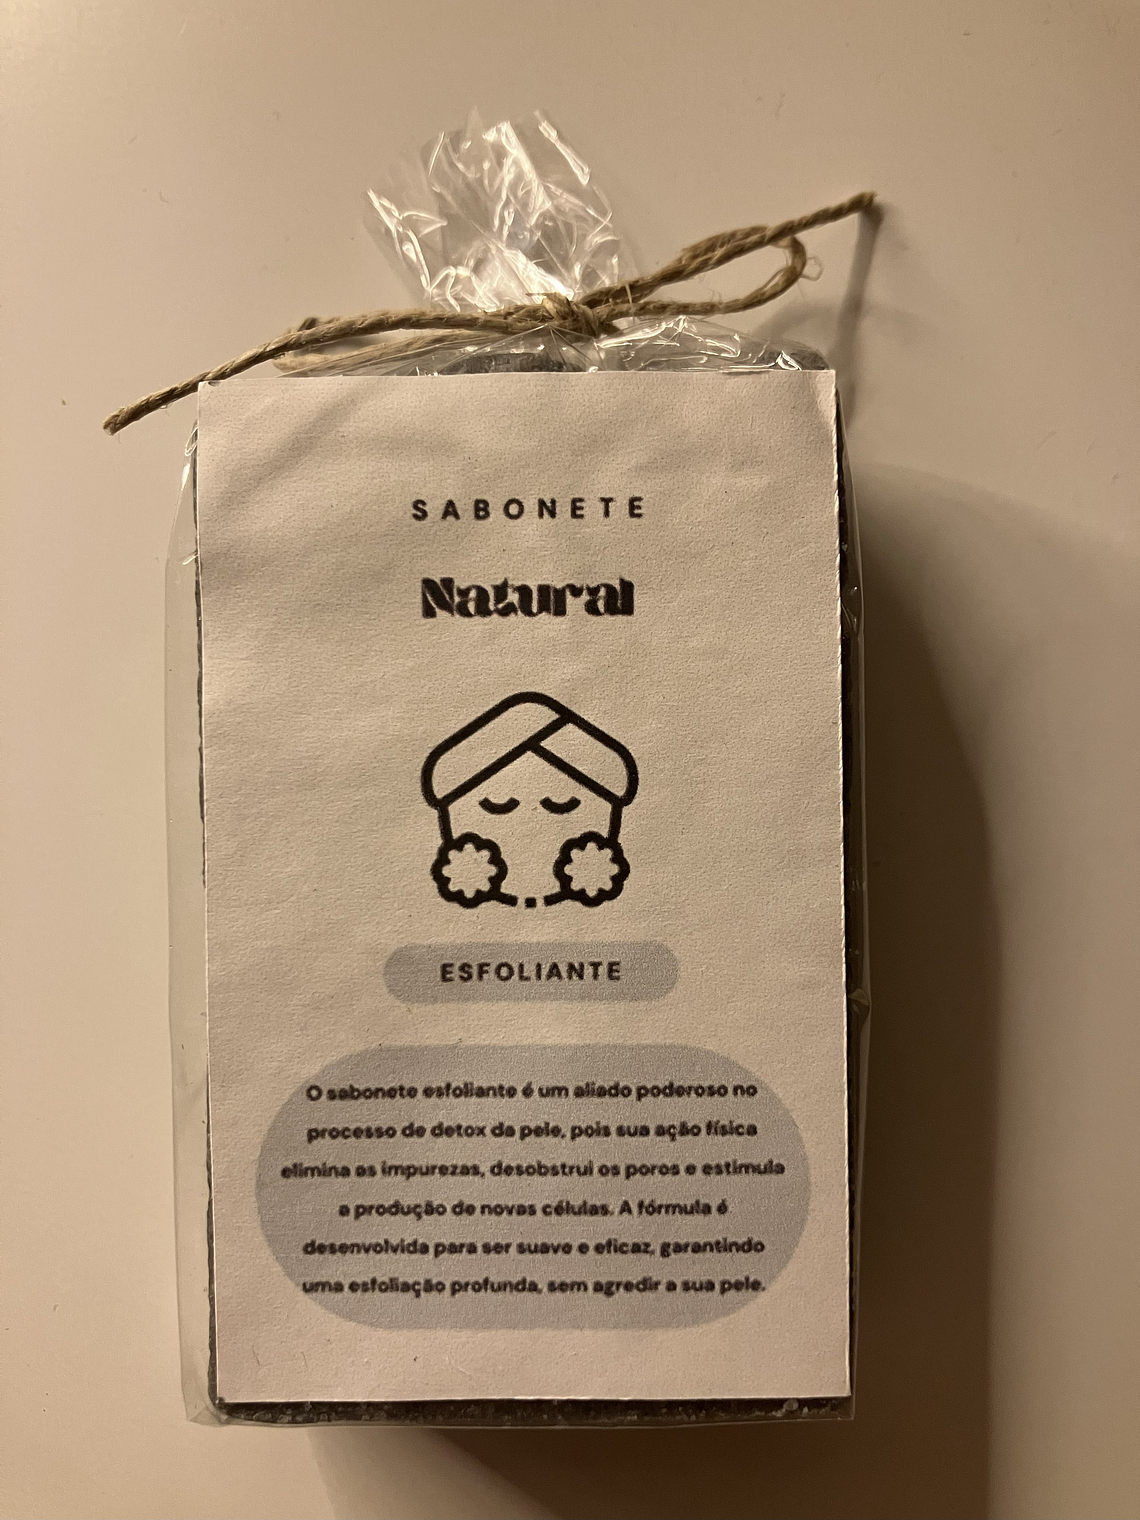 SABONETE
Natural
ESFOLIANTE
O sabonete esfoliante é um aliado poderoso no
processo de detox da pele, pois sua ação física
elimina as impurezas, desobstrui os poros e estimula
a produção de novas células. A fórmula é
desenvolvida para ser suave e eficaz, garantindo
uma esfoliação profunda, sem agredir a sua pele.